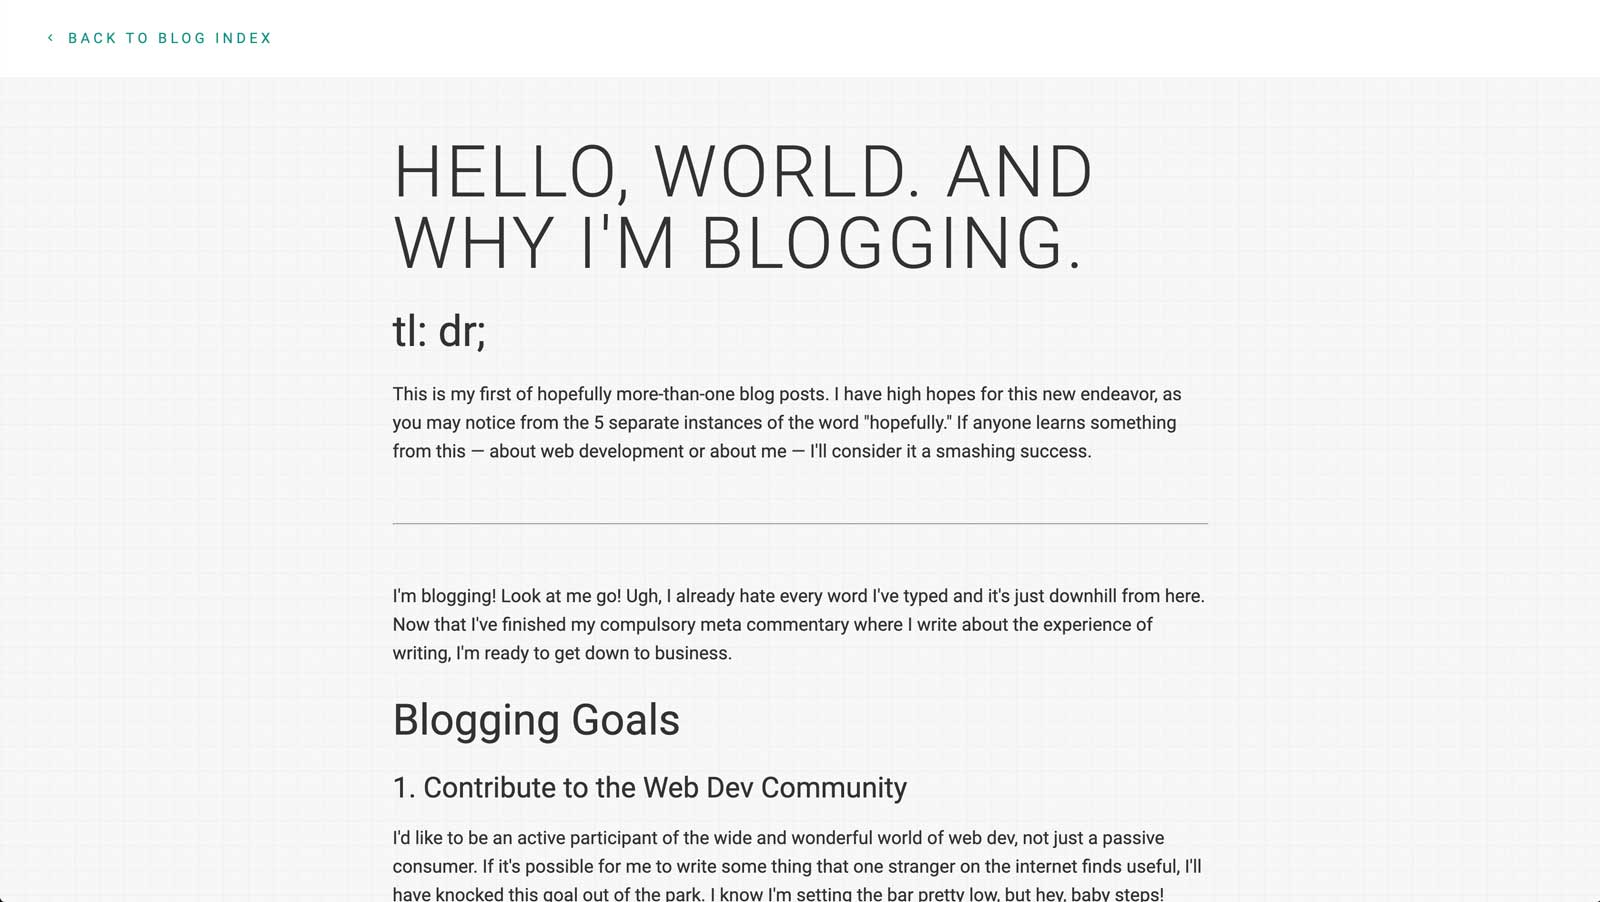 ‹ BACK TO BLOG INDEX
HELLO, WORLD. AND
WHY I'M BLOGGING.
tl: dr;
This is my first of hopefully more-than-one blog posts. I have high hopes for this new endeavor, as
you may notice from the 5 separate instances of the word "hopefully." If anyone learns something
from this — about web development or about me — I'll consider it a smashing success.
I'm blogging! Look at me go! Ugh, I already hate every word I've typed and it's just downhill from here.
Now that I've finished my compulsory meta commentary where I write about the experience of
writing, I'm ready to get down to business.
Blogging Goals
1. Contribute to the Web Dev Community
I'd like to be an active participant of the wide and wonderful world of web dev, not just a passive
consumer. If it's possible for me to write some thing that one stranger on the internet finds useful, I'll
have knocked this goal out of the park. I know I'm setting the bar pretty low, but hey, baby steps!